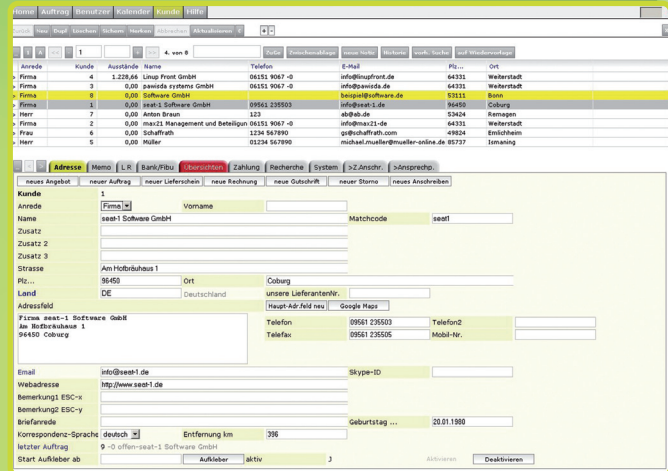 Home Auftrag Benutzer Kalender Kunde Hilfe
Zurück Neu Dupl Löschen Sichern Merken Abbrechen Aktualisieren E + -
I A << 1 >> 4. von 8 Zulia Zwischenablage neue Notiz Historie vorh. Suche auf Wiedervorlage
Anrede Kunde Ausstände Name Telefon E-Mail Plz... Ort
Firma 4 1.228,66 Linup Front GmbH 06151 9067 -0 info@linupfront.de 64331 Weiterstadt
Firma 3 0,00 pawisda systems GmbH 06151 9067 -0 info@pawisda.de 64331 Weiterstadt
Firma 8 0,00 Software GmbH beispiel@software.de 53111 Bonn
Firma 1 0,00 seat-1 Software GmbH 09561 235503 info@seat-1.de 96450 Coburg
Herr 7 0,00 Anton Braun 123 ab@ab.de 53424 Remagen
Firma 2 0,00 max21 Management und Beteiligun 06151 9067 -0 info@max21-de 64331 Weiterstadt
Frau 6 0,00 Schaffrath 1234 567890 gs@schaffrath.com 49824 Emlichheim
Herr 5 0,00 Müller 01234 567890 michael.mueller@mueller-online.de 85737 Ismaning
Adresse Memo L R Bank/Fibu Übersichten Zahlung Recherche System >Z.Anschr. >Ansprechp.
neues Angebot neuer Auftrag neuer Lieferschein neue Rechnung neue Gutschrift neuer Storno neues Anschreiben
Kunde 1
Anrede Firma Vorname
Name seat-1 Software GmbH Matchcode seat1
Zusatz
Zusatz 2
Zusatz 3
Strasse Am Hofbräuhaus 1
Plz... 96450 Ort Coburg
Land DE Deutschland unsere LieferantenNr.
Adressfeld Haupt-Adr.feld neu Google Maps
Firma seat-1 Software GmbH
Am Hofbräuhaus 1
96450 Coburg
Telefon 09561 235503 Telefon2
Telefax 09561 235505 Mobil-Nr.
Email info@seat-1.de Skype-ID
Webadresse http://www.seat-1.de
Bemerkung1 ESC-x
Bemerkung2 ESC-y
Briefanrede Geburtstag ... 20.01.1980
Korrespondenz-Sprache deutsch Entfernung km 396
letzter Auftrag 9 -0 offen-seat-1 Software GmbH
Start Aufkleber ab Aufkleber aktiv J Aktivieren Deaktivieren